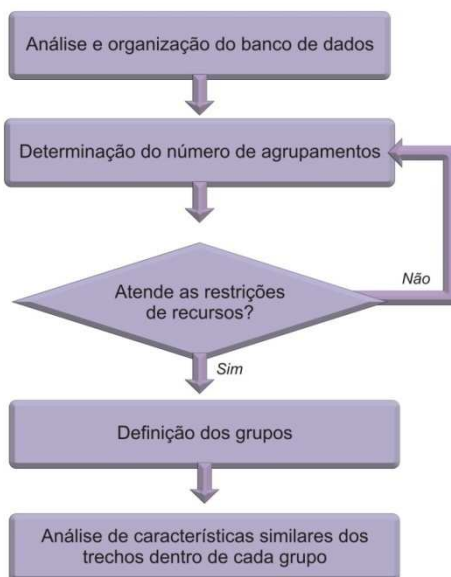 Análise e organização do banco de dados
Determinação do número de agrupamentos
Não
Atende as restrições
de recursos?
Sim
Definição dos grupos
Análise de características similares dos
trechos dentro de cada grupo